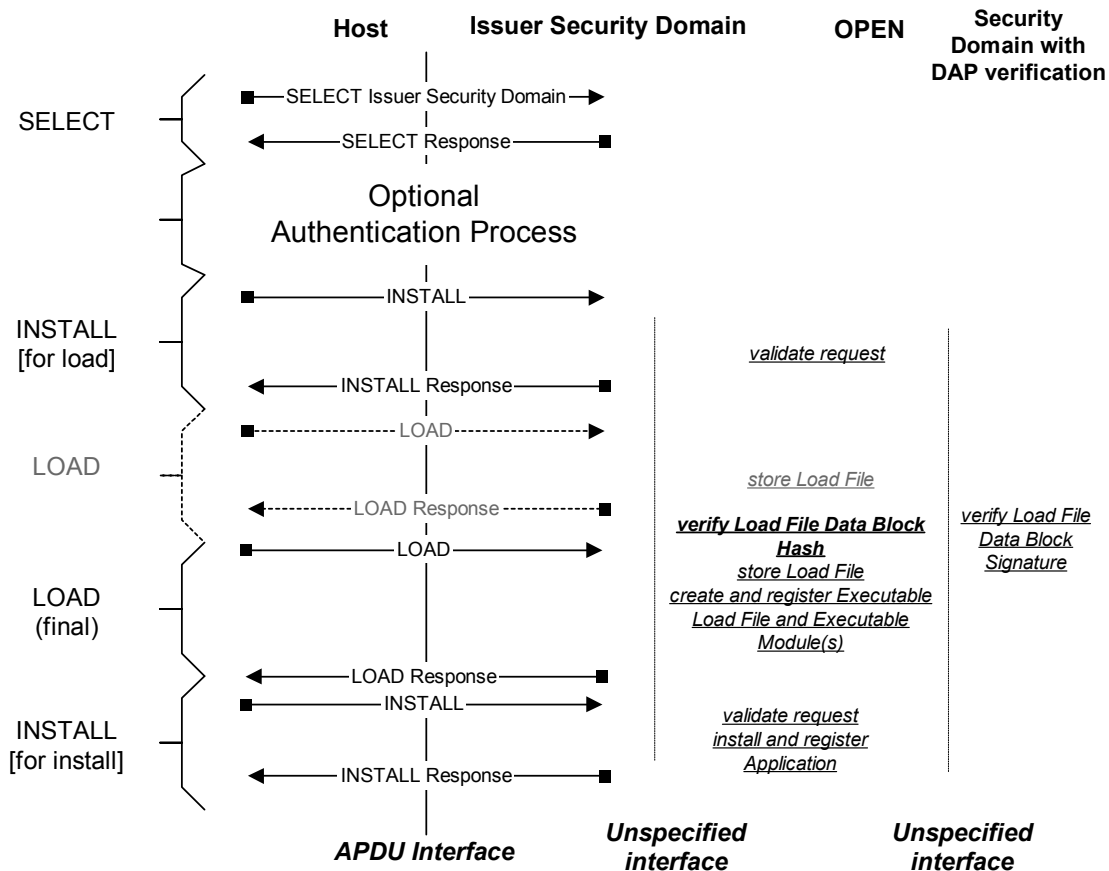 Host
Issuer Security Domain
OPEN
Security
Domain with
DAP verification
SELECT
SELECT Issuer Security Domain
SELECT Response
Optional
Authentication Process
INSTALL
[for load]
INSTALL
validate request
INSTALL Response
LOAD
LOAD
store Load File
LOAD Response
verify Load File Data Block
Hash
verify Load File
Data Block
Signature
LOAD
(final)
LOAD
store Load File
create and register Executable
Load File and Executable
Module(s)
LOAD Response
INSTALL
[for install]
INSTALL
validate request
install and register
Application
INSTALL Response
APDU Interface
Unspecified
interface
Unspecified
interface